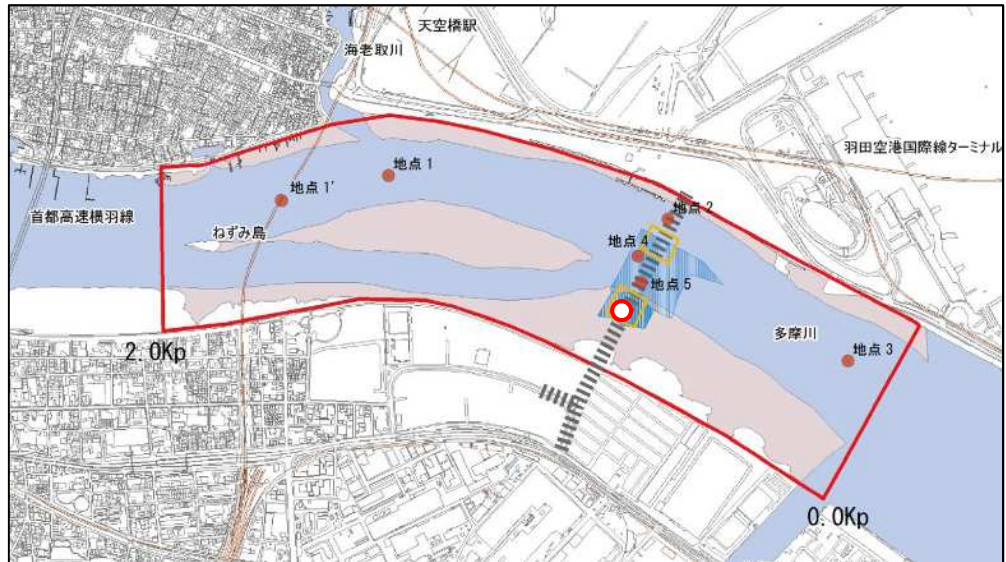 天空橋駅
海老取川
羽田空港国際線ターミナル
地点 1
地点 1'
首都高速横羽線
ねずみ島
地点 2
地点 4
地点 5
多摩川
地点 3
2.0Kp
0.0Kp